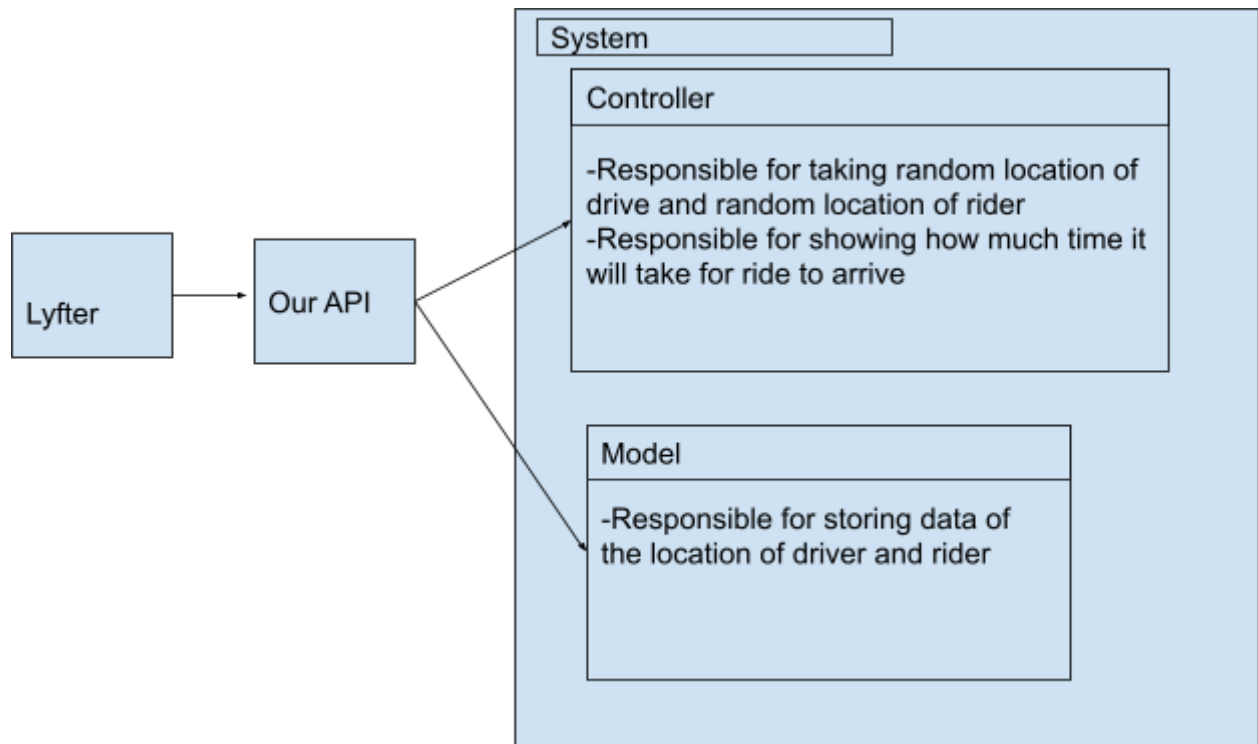 System
Controller
-Responsible for taking random location of
drive and random location of rider
-Responsible for showing how much time it
will take for ride to arrive
Lyfter
Our API
Model
-Responsible for storing data of
the location of driver and rider